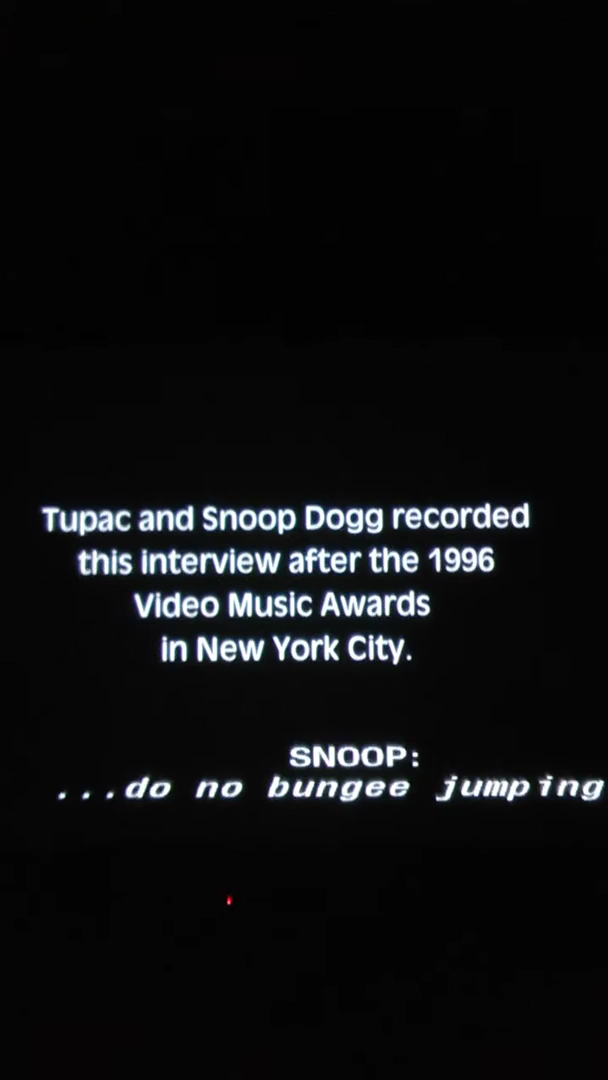 Tupac and Snoop Dogg recorded
this interview after the 1996
Video Music Awards
in New York City.
SNOOP:
...do no bungee jumping